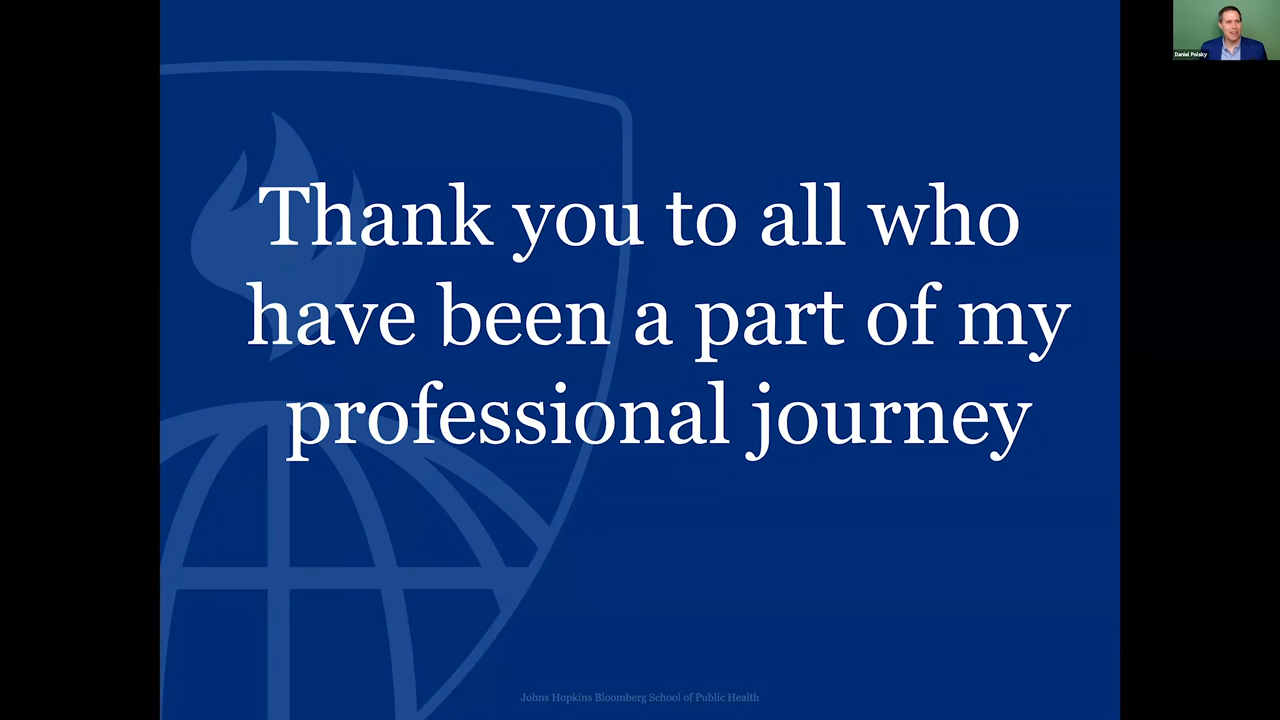 Daniel Polsky
Thank you to all who
have been a part of my
professional journey
Johns Hopkins Bloomberg School of Public Health